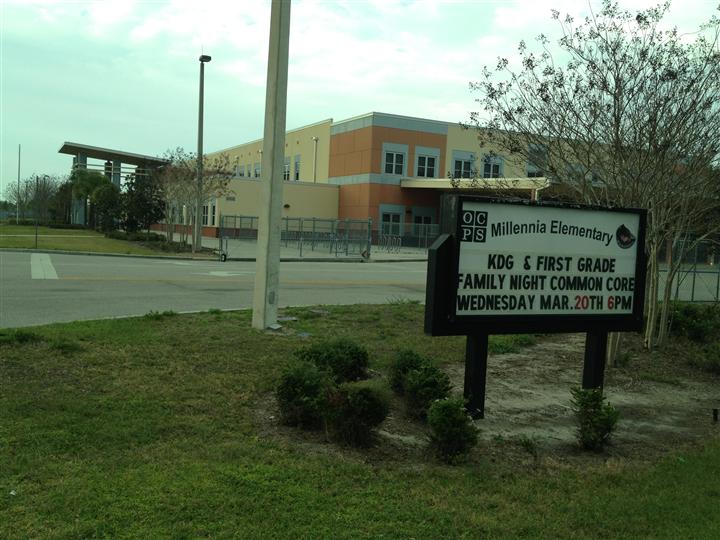 OC
PS
Millennia Elementary
KDG & FIRST GRADE
FAMILY NIGHT COMMON CORE
WEDNESDAY MAR.20TH 6PM